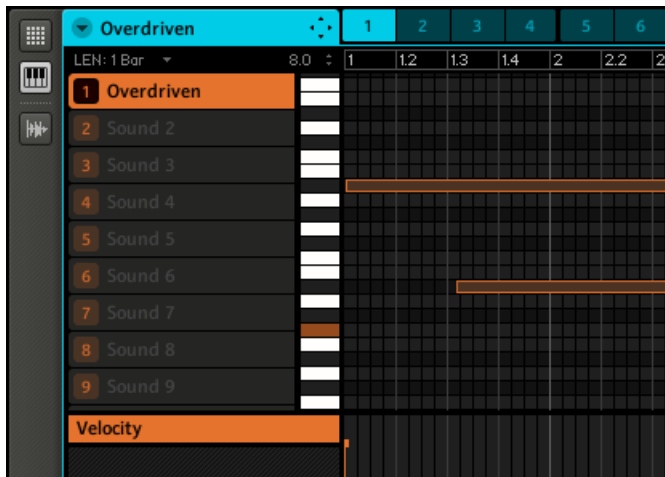 Overdriven 1 2 3 4 5 6
LEN: 1 Bar 8.0 1 1.2 1.3 1.4 2 2.2 2
1 Overdriven
2 Sound 2
3 Sound 3
4 Sound 4
5 Sound 5
6 Sound 6
7 Sound 7
8 Sound 8
9 Sound 9
Velocity